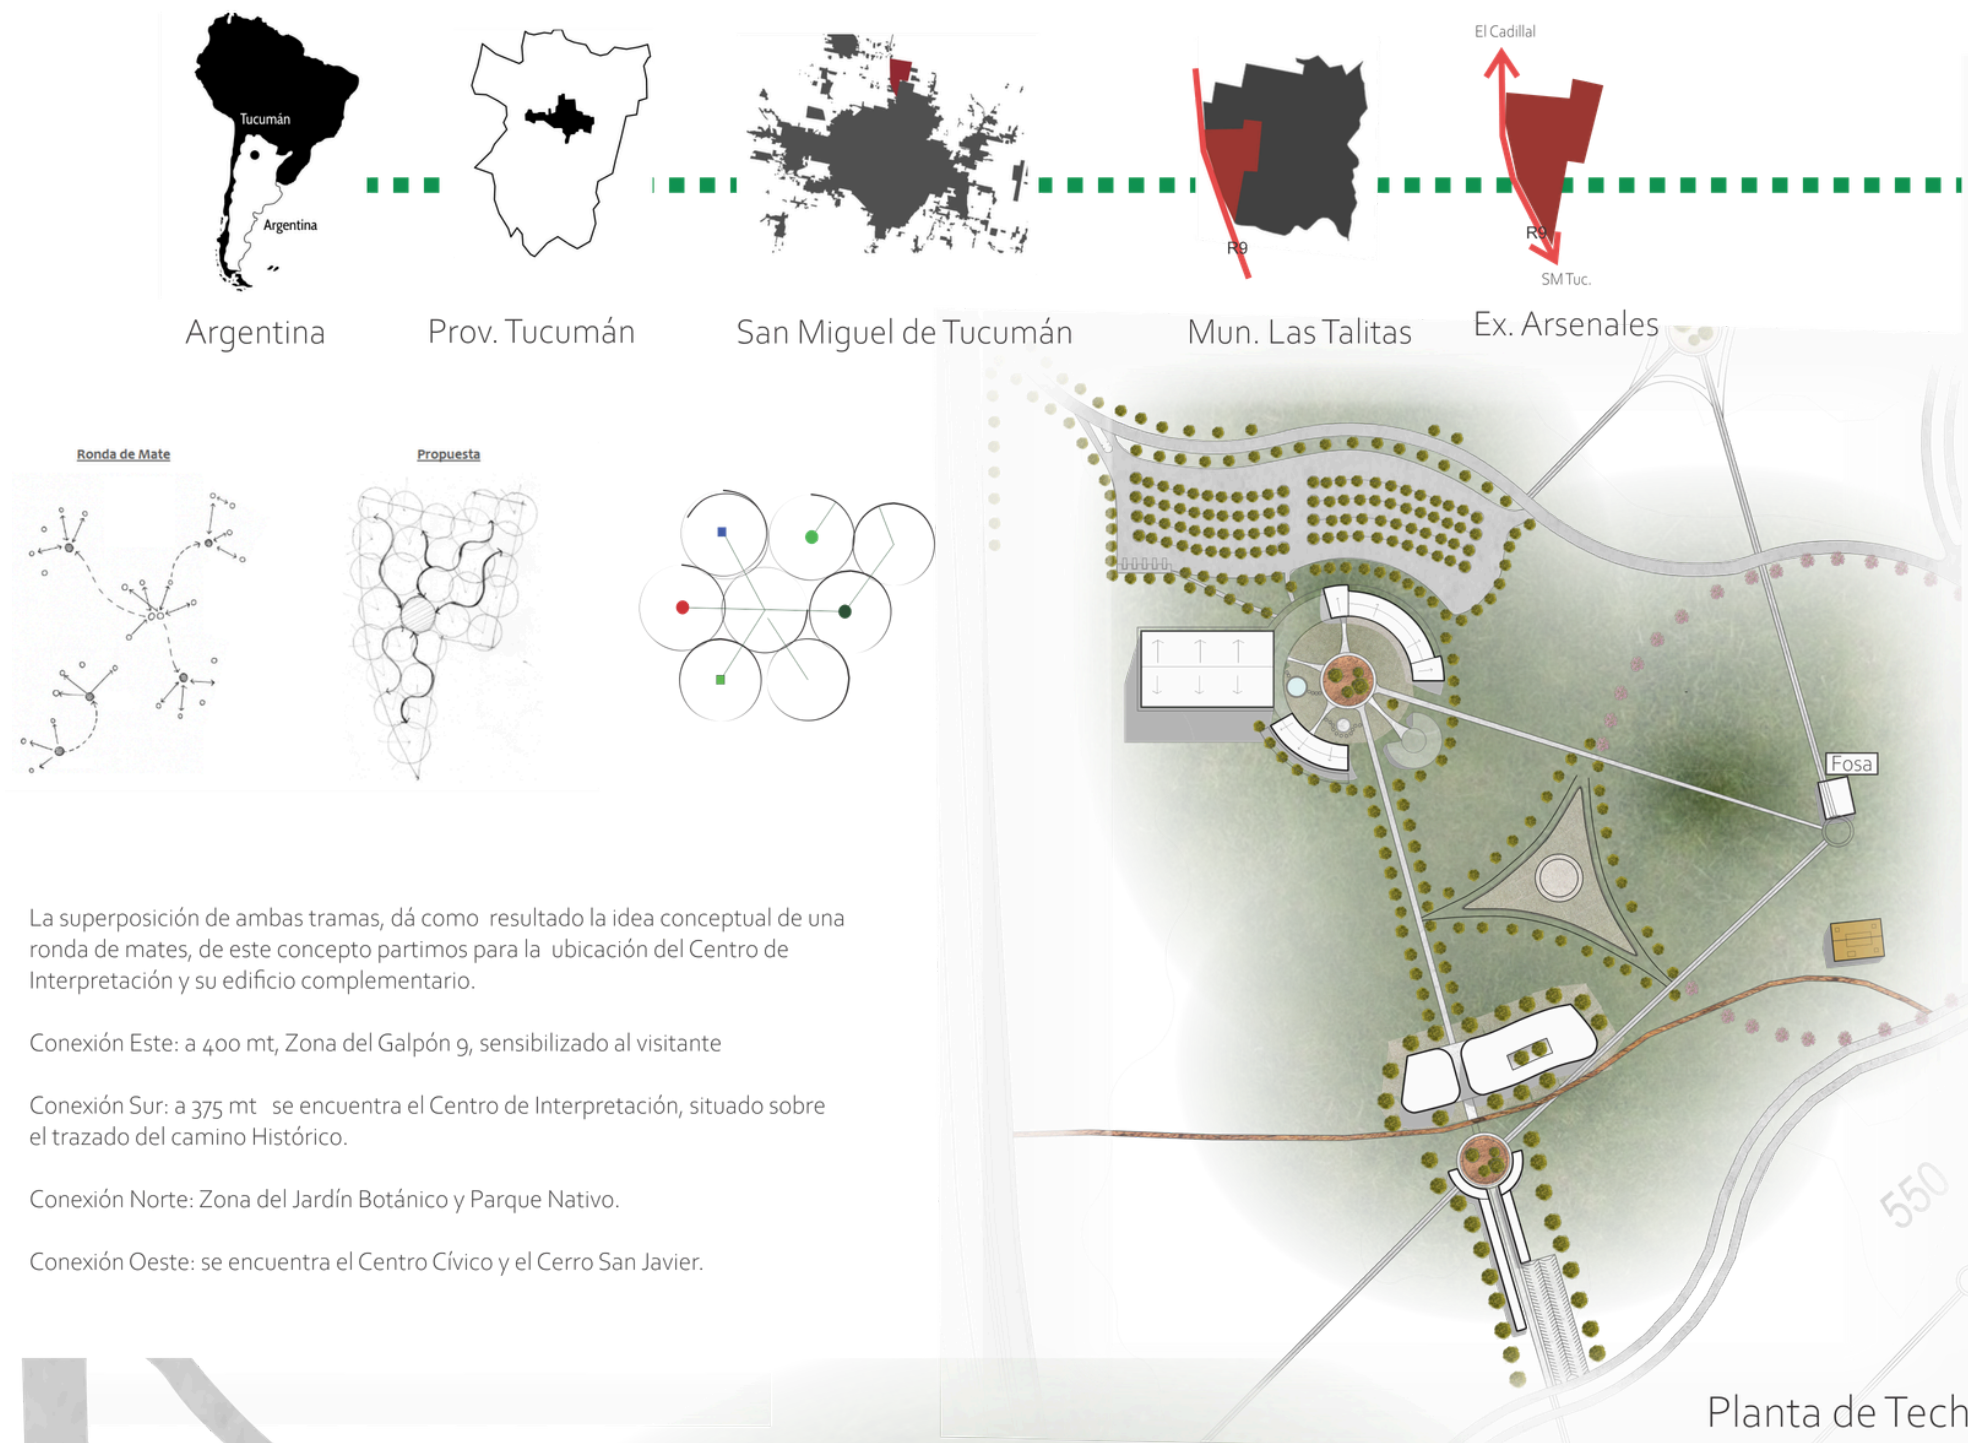 El Cadillal
Tucumán
Argentina
R9
R9
SM Tuc.
Argentina
Prov. Tucumán
San Miguel de Tucumán
Mun. Las Talitas
Ex. Arsenales
Ronda de Mate
Propuesta
Fosa
La superposición de ambas tramas, dá como resultado la idea conceptual de una
ronda de mates, de este concepto partimos para la ubicación del Centro de
Interpretación y su edificio complementario.
Conexión Este: a 400 mt, Zona del Galpón 9, sensibilizado al visitante
Conexión Sur: a 375 mt se encuentra el Centro de Interpretación, situado sobre
el trazado del camino Histórico.
Conexión Norte: Zona del Jardín Botánico y Parque Nativo.
Conexión Oeste: se encuentra el Centro Cívico y el Cerro San Javier.
550
Planta de Tech